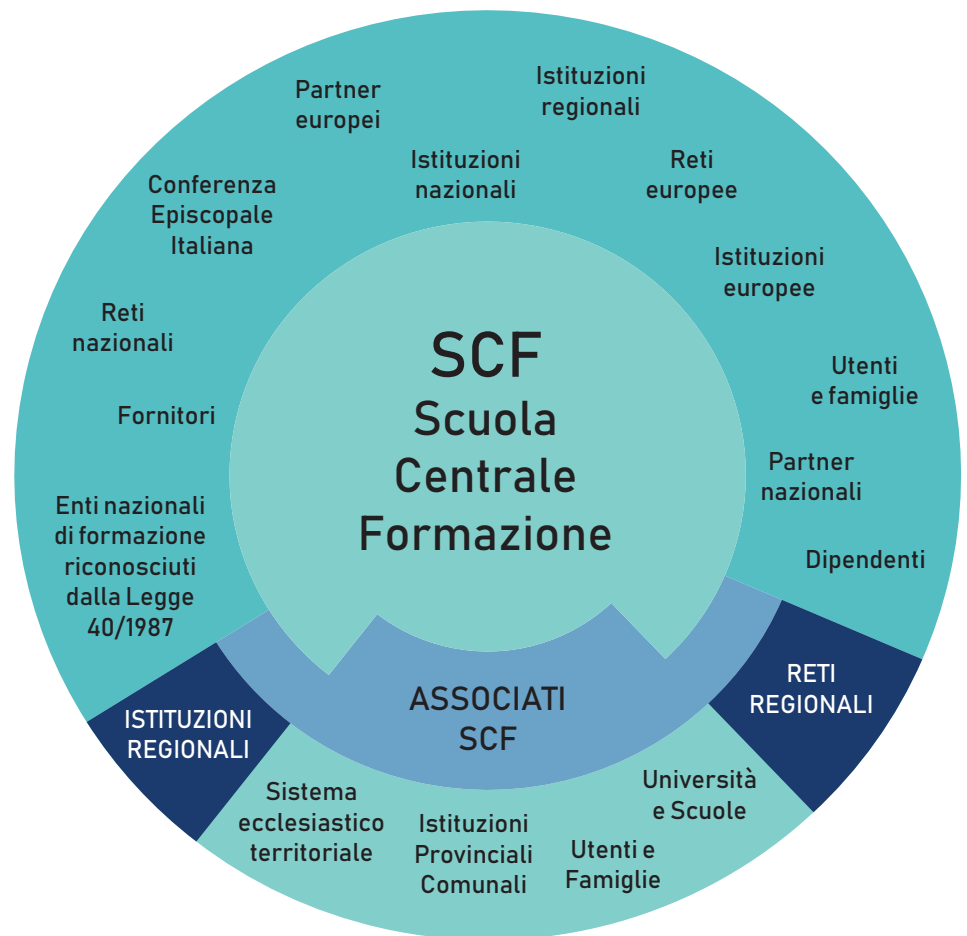 Partner
europei
Istituzioni
regionali
Istituzioni
nazionali
Reti
europee
Conferenza
Episcopale
Italiana
Istituzioni
europee
Reti
nazionali
Utenti
e famiglie
Fornitori
Partner
nazionali
Enti nazionali
di formazione
riconosciuti
dalla Legge
40/1987
Dipendenti
SCF
Scuola
Centrale
Formazione
ASSOCIATI
SCF
ISTITUZIONI
REGIONALI
RETI
REGIONALI
Sistema
ecclesiastico
territoriale
Istituzioni
Provinciali
Comunali
Utenti e
Famiglie
Università
e Scuole